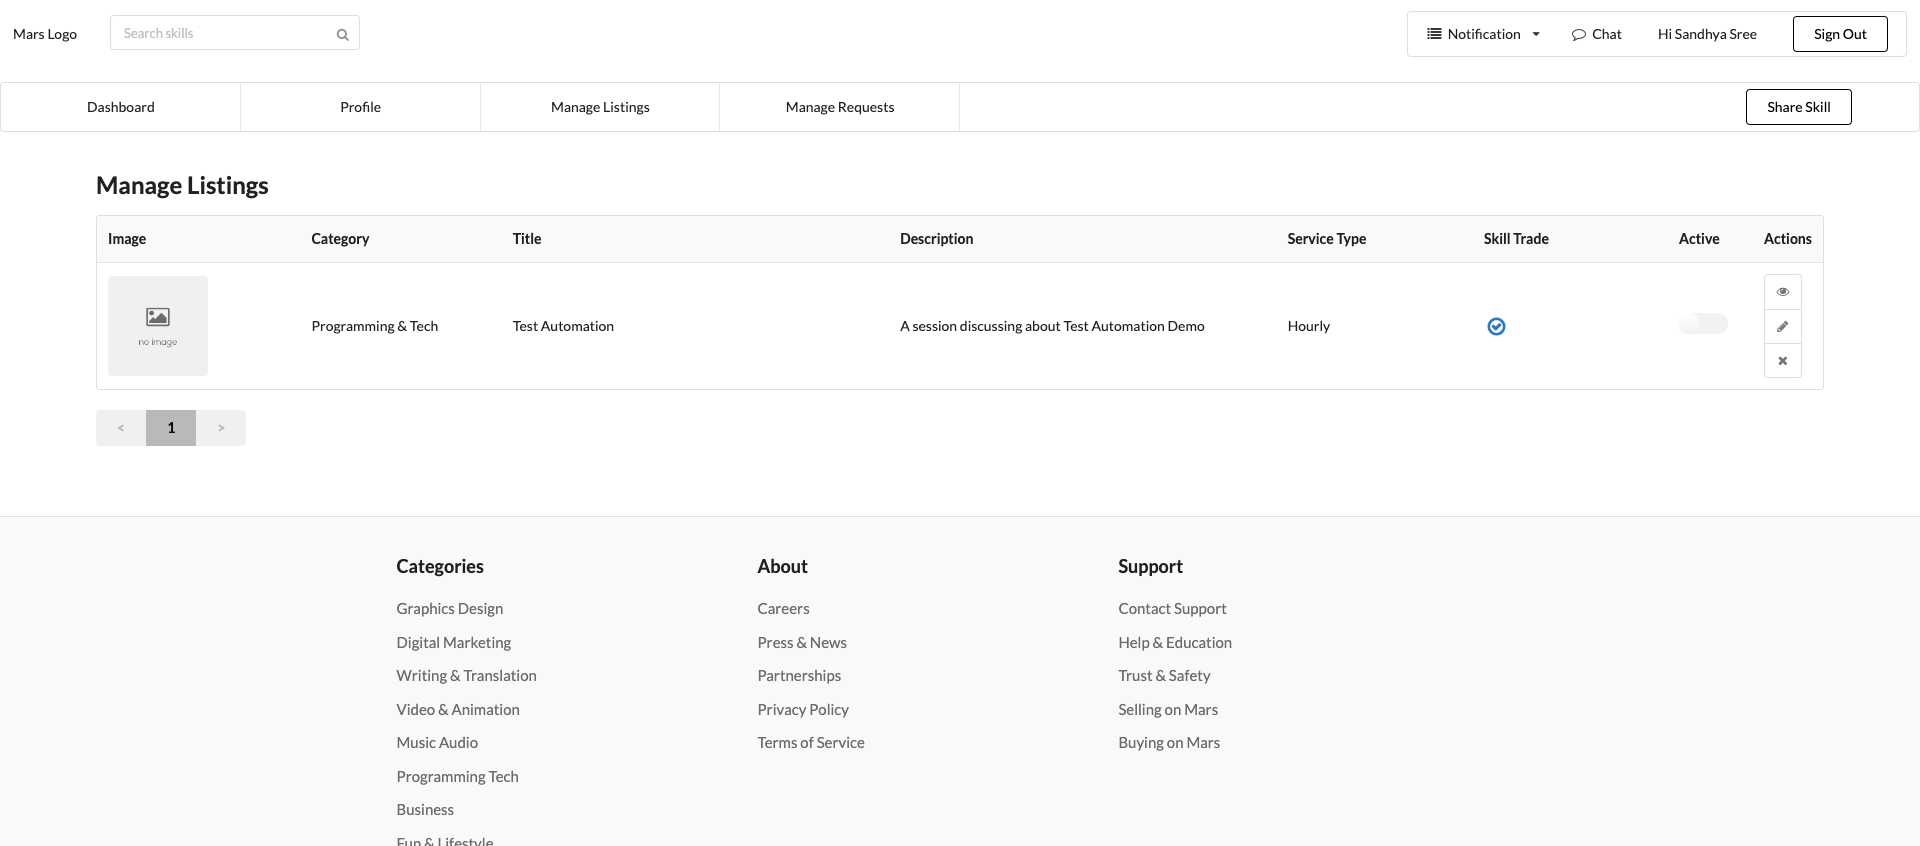 Mars Logo
Search skills
Notification
Chat
Hi Sandhya Sree
Sign Out
Dashboard
Profile
Manage Listings
Manage Requests
Share Skill
Manage Listings
Image
Category
Title
Description
Service Type
Skill Trade
Active
Actions
no image
Programming & Tech
Test Automation
A session discussing about Test Automation Demo
Hourly
<
1
>
Categories
Graphics Design
Digital Marketing
Writing & Translation
Video & Animation
Music Audio
Programming Tech
Business
Fun & Lifestyle
About
Careers
Press & News
Partnerships
Privacy Policy
Terms of Service
Support
Contact Support
Help & Education
Trust & Safety
Selling on Mars
Buying on Mars